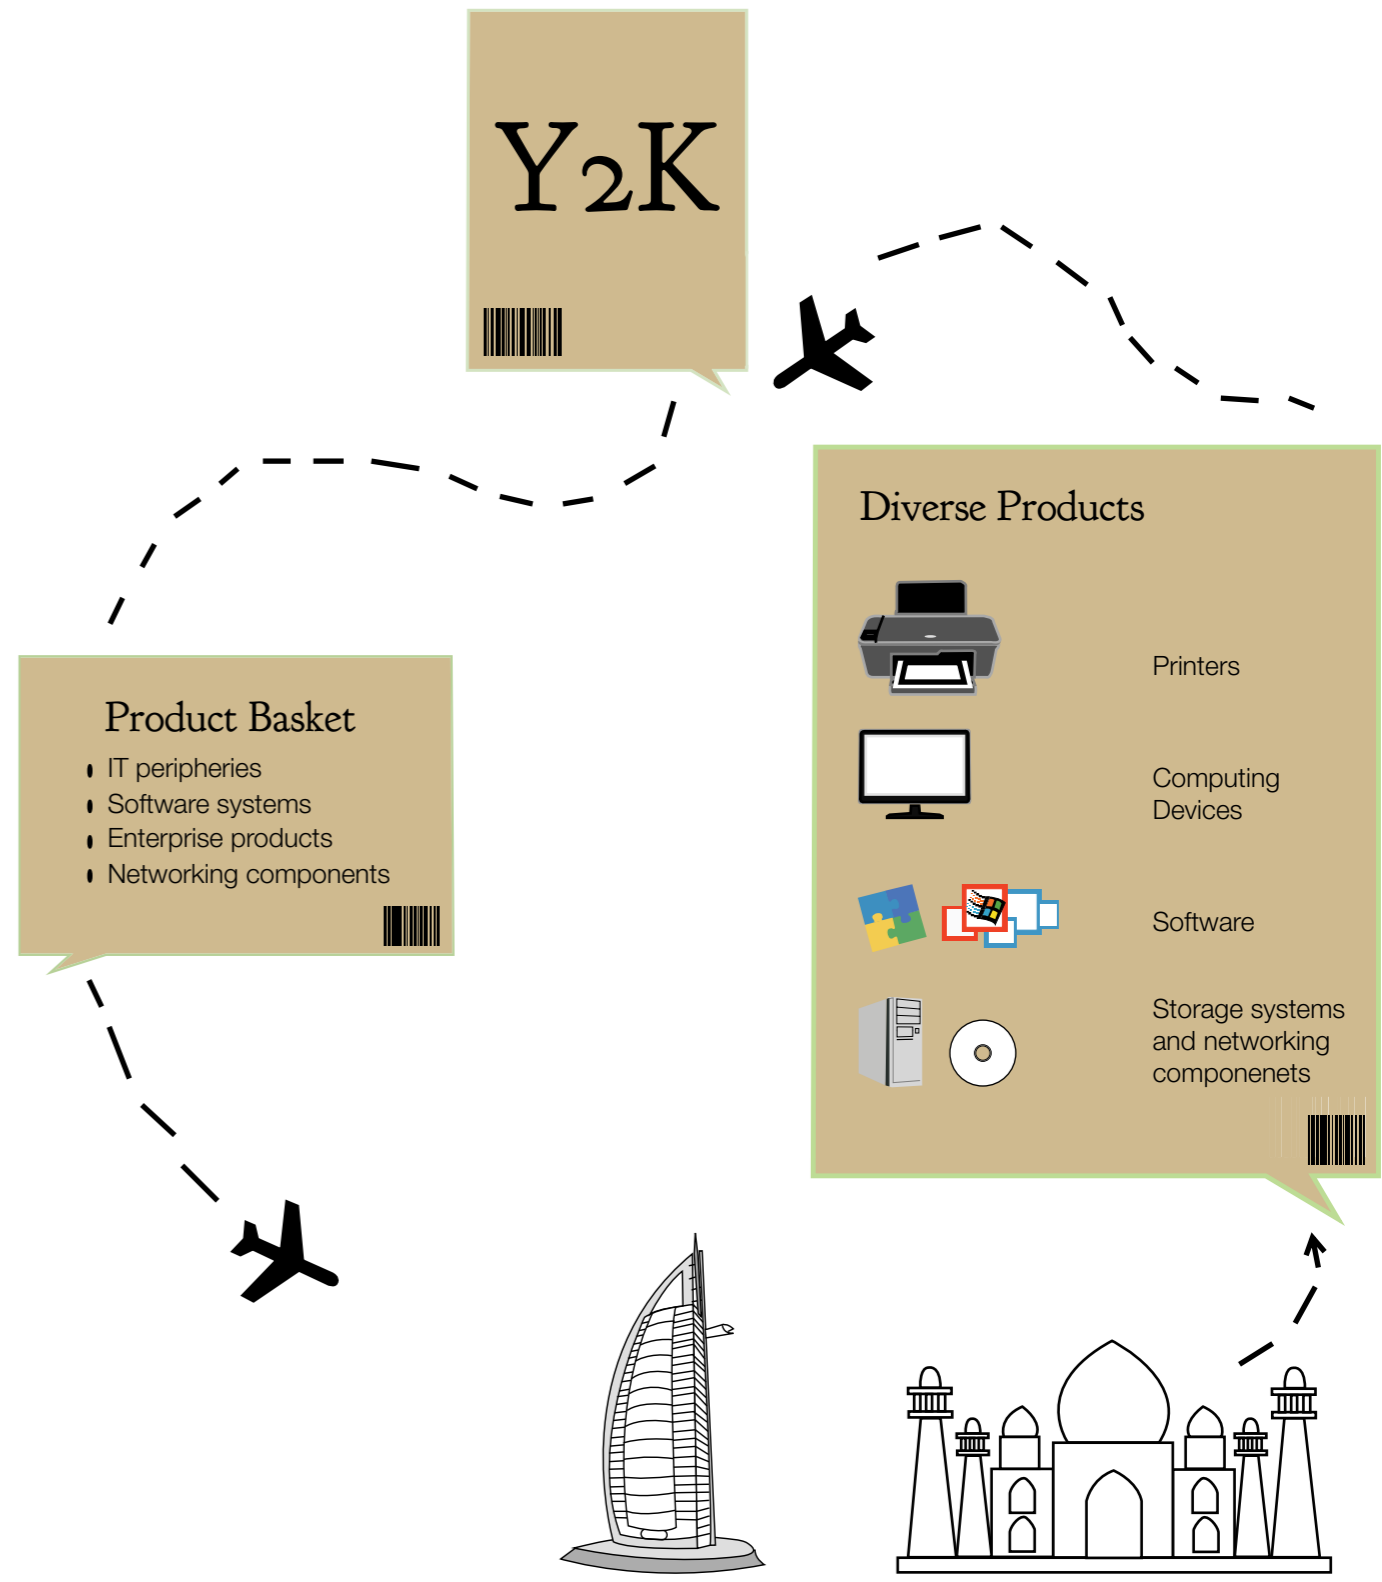 Y2K
Diverse Products
Printers
Computing
Devices
Software
Storage systems
and networking
componenets
Product Basket
IT peripheries
Software systems
Enterprise products
Networking components